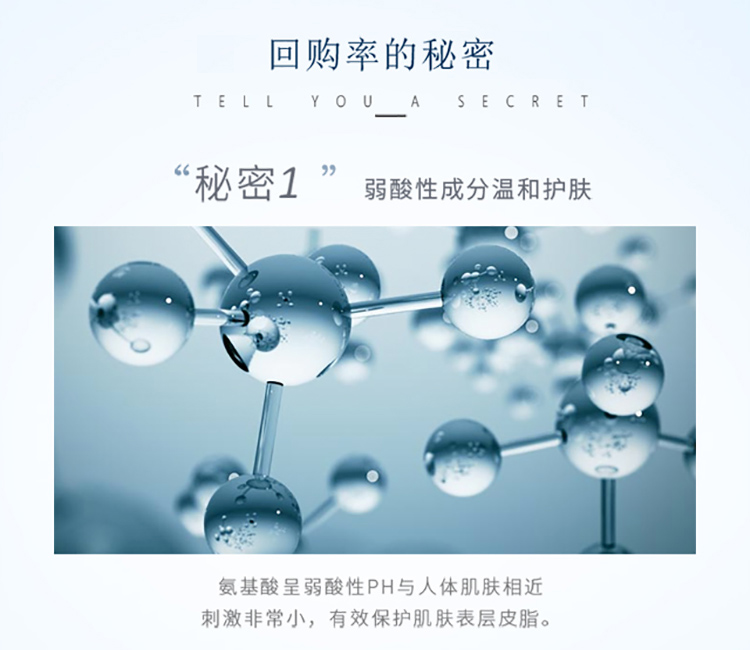 回购率的秘密
TELL YOU A SECRET
“秘密1” 弱酸性成分温和护肤
氨基酸呈弱酸性PH与人体肌肤相近
刺激非常小，有效保护肌肤表层皮脂。